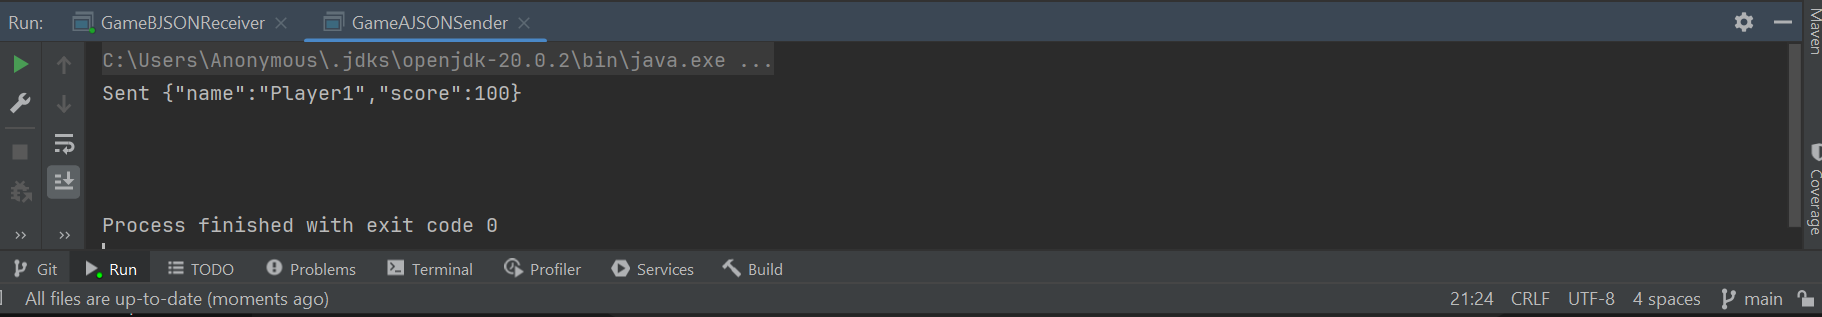 Run: GameBJSONReceiver GameAJSONSender
Maven
C:\Users\Anonymous\.jdks\openjdk-20.0.2\bin\java.exe ...
Sent {"name":"Player1","score":100}
Process finished with exit code 0
Coverage
Git Run TODO Problems Terminal Profiler Services Build
All files are up-to-date (moments ago) 21:24 CRLF UTF-8 4 spaces main